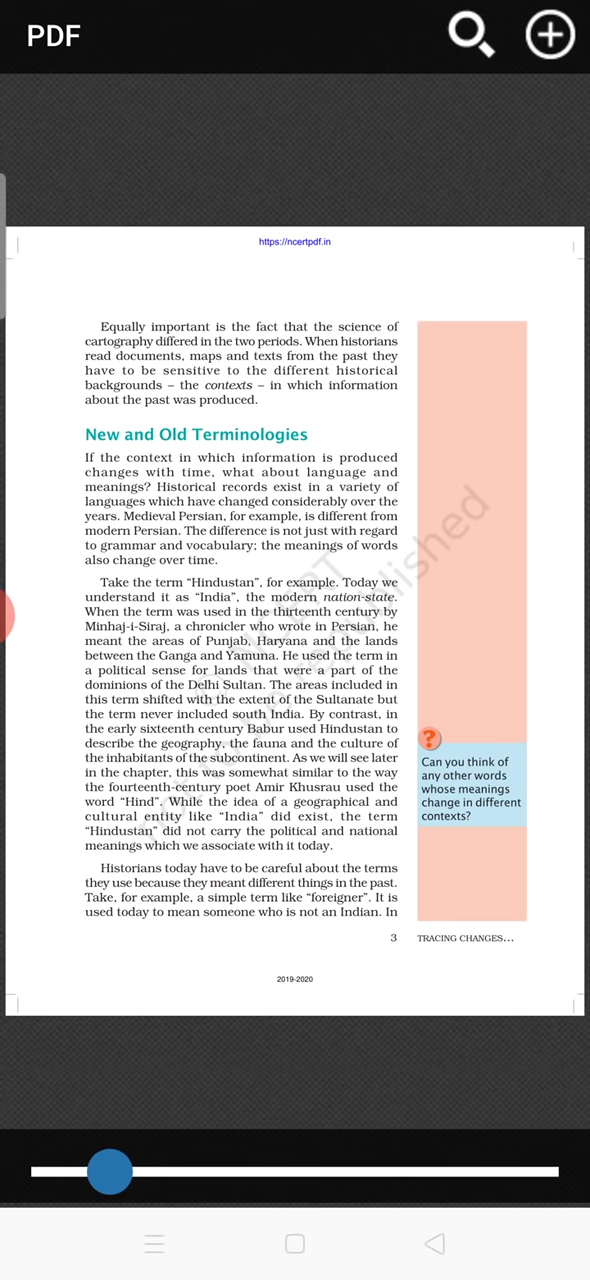 PDF
https://ncertpdf.in
Equally important is the fact that the science of
cartography differed in the two periods. When historians
read documents, maps and texts from the past they
have to be sensitive to the different historical
backgrounds – the contexts – in which information
about the past was produced.
New and Old Terminologies
If the context in which information is produced
changes with time, what about language and
meanings? Historical records exist in a variety of
languages which have changed considerably over the
years. Medieval Persian, for example, is different from
modern Persian. The difference is not just with regard
to grammar and vocabulary; the meanings of words
also change over time.
Take the term “Hindustan”, for example. Today we
understand it as “India”, the modern nation-state.
When the term was used in the thirteenth century by
Minhaj-i-Siraj, a chronicler who wrote in Persian, he
meant the areas of Punjab, Haryana and the lands
between the Ganga and Yamuna. He used the term in
a political sense for lands that were a part of the
dominions of the Delhi Sultan. The areas included in
this term shifted with the extent of the Sultanate but
the term never included south India. By contrast, in
the early sixteenth century Babur used Hindustan to
describe the geography, the fauna and the culture of
the inhabitants of the subcontinent. As we will see later
in the chapter, this was somewhat similar to the way
the fourteenth-century poet Amir Khusrau used the
word “Hind”. While the idea of a geographical and
cultural entity like “India” did exist, the term
“Hindustan” did not carry the political and national
meanings which we associate with it today.
Historians today have to be careful about the terms
they use because they meant different things in the past.
Take, for example, a simple term like “foreigner”. It is
used today to mean someone who is not an Indian. In
?
Can you think of
any other words
whose meanings
change in different
contexts?
3
TRACING CHANGES...
2019-2020
© NCERT
not to be republished